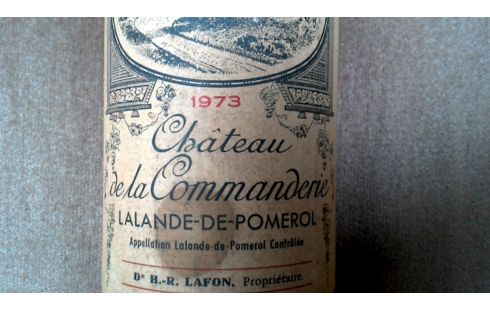 1973
Château
de la Commanderie
LALANDE-DE-POMEROL
Appellation Lalande-de-Pomerol Contrôlée
Dr H.-R. LAFON, Propriétaire